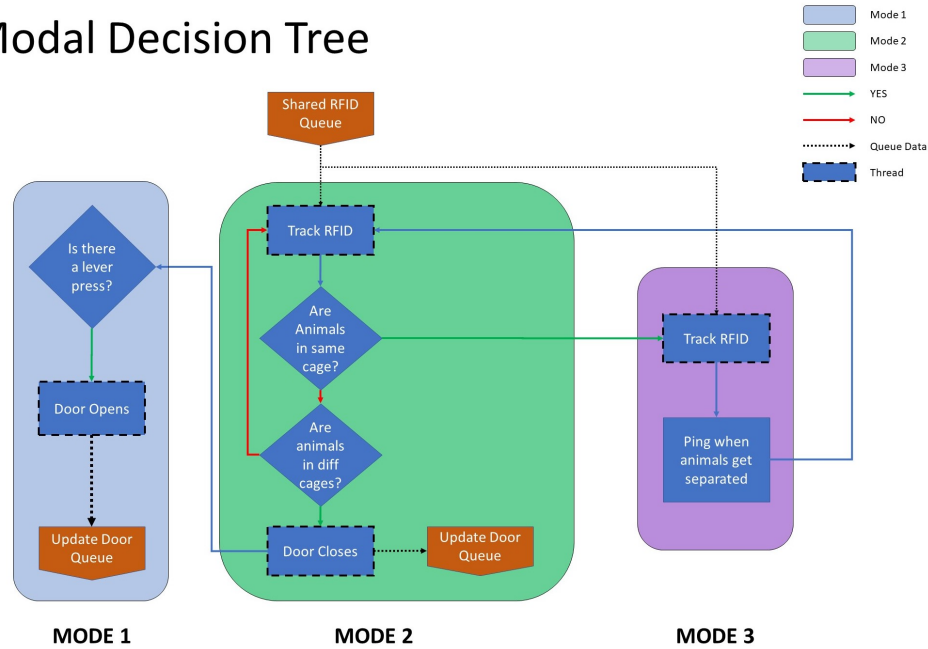 Modal Decision Tree
Mode 1
Mode 2
Mode 3
YES
NO
Queue Data
Thread
Shared RFID
Queue
Is there
a lever
press?
Door Opens
Update Door
Queue
MODE 1
Track RFID
Are
Animals
in same
cage?
Are
animals
in diff
cages?
Door Closes
Update Door
Queue
MODE 2
Track RFID
Ping when
animals get
separated
MODE 3